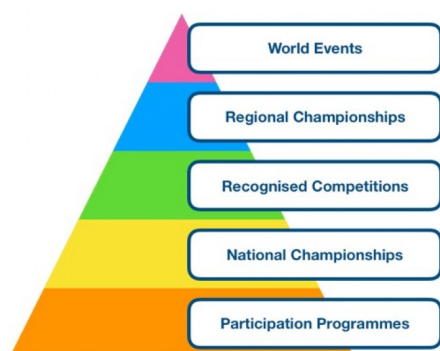 World Events
Regional Championships
Recognised Competitions
National Championships
Participation Programmes